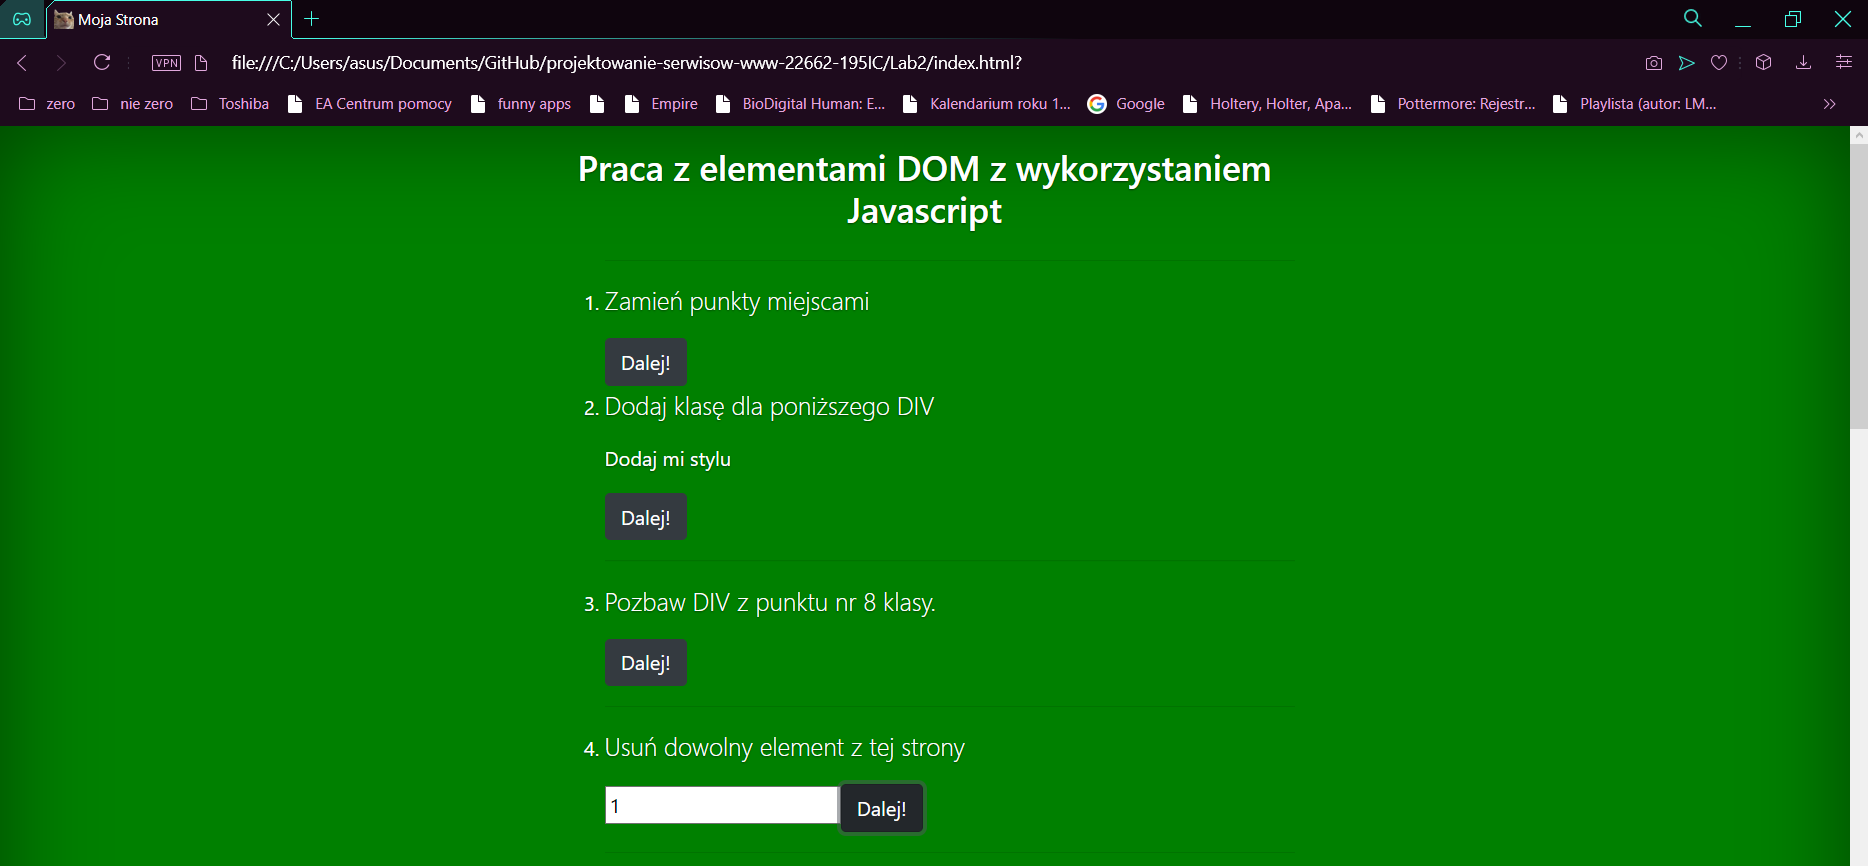 Moja Strona
VPN file:///C:/Users/asus/Documents/GitHub/projektowanie-serwisow-www-22662-195IC/Lab2/index.html?
zero nie zero Toshiba EA Centrum pomocy funny apps Empire BioDigital Human: E... Kalendarium roku 1... Google Holtery, Holter, Apa... Pottermore: Rejestr... Playlista (autor: LM...
Praca z elementami DOM z wykorzystaniem
Javascript
1. Zamień punkty miejscami
Dalej!
2. Dodaj klasę dla poniższego DIV
Dodaj mi stylu
Dalej!
3. Pozbaw DIV z punktu nr 8 klasy.
Dalej!
4. Usuń dowolny element z tej strony
1 Dalej!